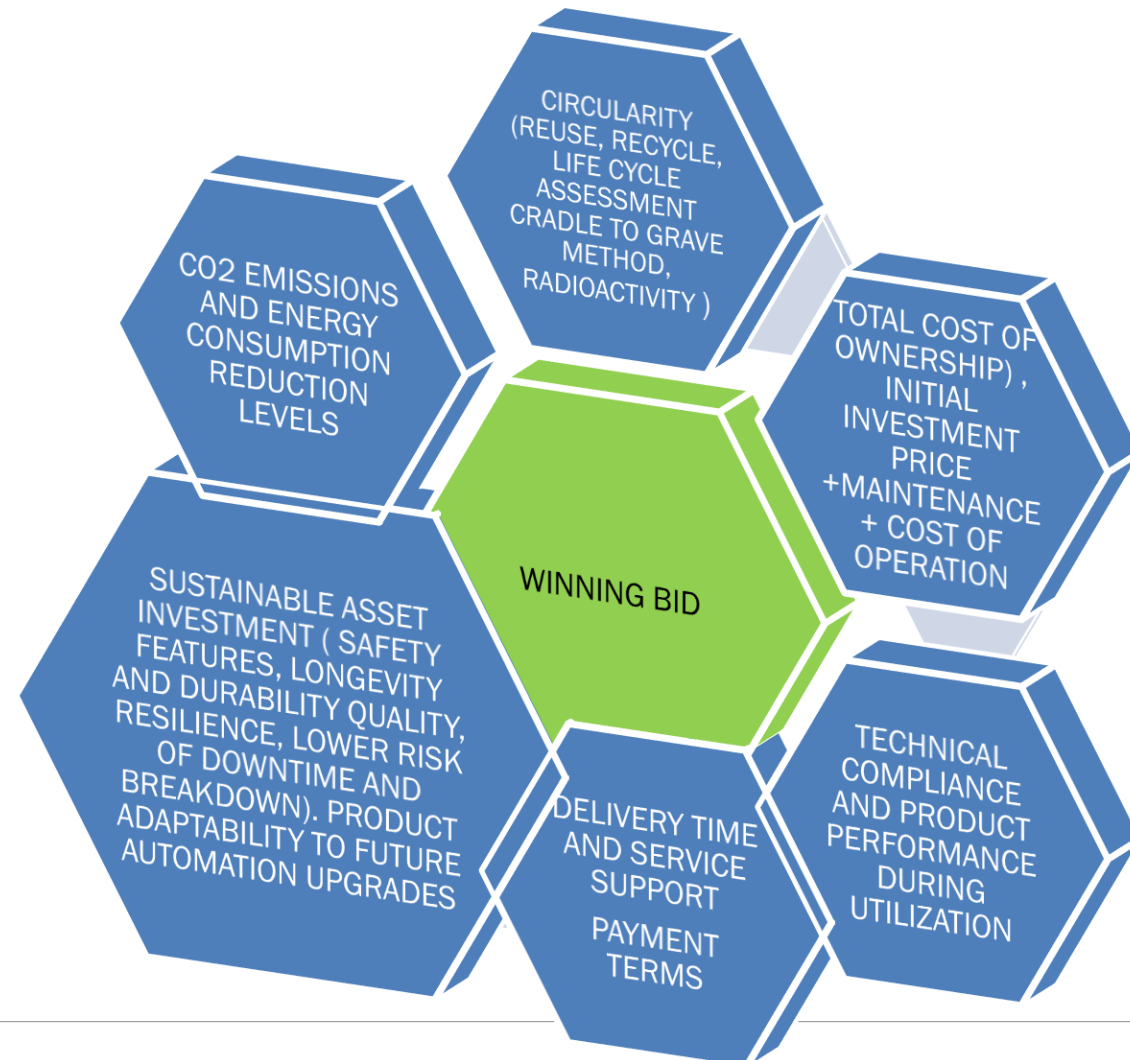 CIRCULARITY
(REUSE, RECYCLE,
LIFE CYCLE
ASSESSMENT
CRADLE TO GRAVE
METHOD,
RADIOACTIVITY )
CO2 EMISSIONS
AND ENERGY
CONSUMPTION
REDUCTION
LEVELS
TOTAL COST OF
OWNERSHIP) ,
INITIAL
INVESTMENT
PRICE
+MAINTENANCE
+ COST OF
OPERATION
WINNING BID
SUSTAINABLE ASSET
INVESTMENT ( SAFETY
FEATURES, LONGEVITY
AND DURABILITY QUALITY,
RESILIENCE, LOWER RISK
OF DOWNTIME AND
BREAKDOWN). PRODUCT
ADAPTABILITY TO FUTURE
AUTOMATION UPGRADES
DELIVERY TIME
AND SERVICE
SUPPORT
PAYMENT
TERMS
TECHNICAL
COMPLIANCE
AND PRODUCT
PERFORMANCE
DURING
UTILIZATION